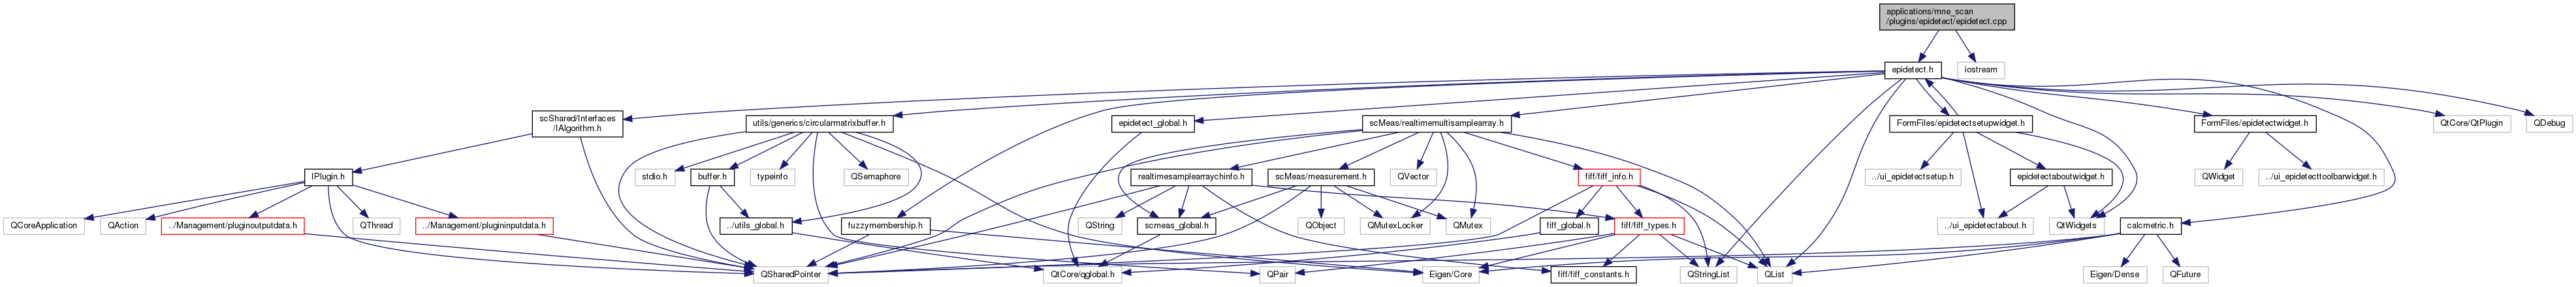 applications/mne_scan
/plugins/epidetect/epidetect.cpp
epidetect.h
iostream
scShared/Interfaces
/IAlgorithm.h
utils/generics/circularmatrixbuffer.h
epidetect_global.h
scMeas/realtimemultisamplearray.h
FormFiles/epidetectsetupwidget.h
FormFiles/epidetectwidget.h
QtCore/QtPlugin
QDebug
IPlugin.h
stdio.h
buffer.h
typeinfo
QSemaphore
realtimesamplearraychinfo.h
scMeas/measurement.h
QVector
fiff/fiff_info.h
../ui_epidetectsetup.h
epidetectaboutwidget.h
QWidget
../ui_epidetecttoolbarwidget.h
QCoreApplication
QAction
../Management/pluginoutputdata.h
QThread
../Management/plugininputdata.h
../utils_global.h
fuzzymembership.h
QString
scmeas_global.h
QObject
QMutexLocker
QMutex
fiff_global.h
fiff/fiff_types.h
../ui_epidetectabout.h
QtWidgets
calcmetric.h
QSharedPointer
QtCore/qglobal.h
QPair
Eigen/Core
fiff/fiff_constants.h
QStringList
QList
Eigen/Dense
QFuture